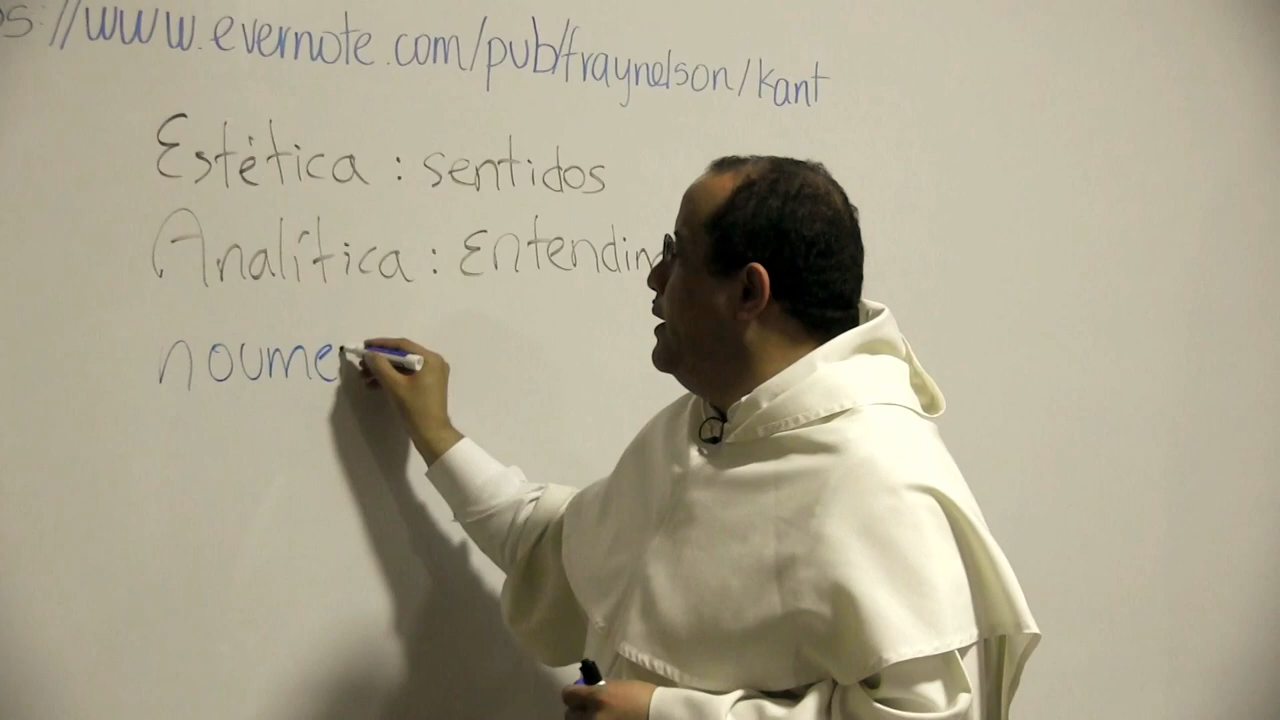 s://www.evernote.com/pub/fraynelson/kant
Estética : sentidos
Analítica : Entendim
noume